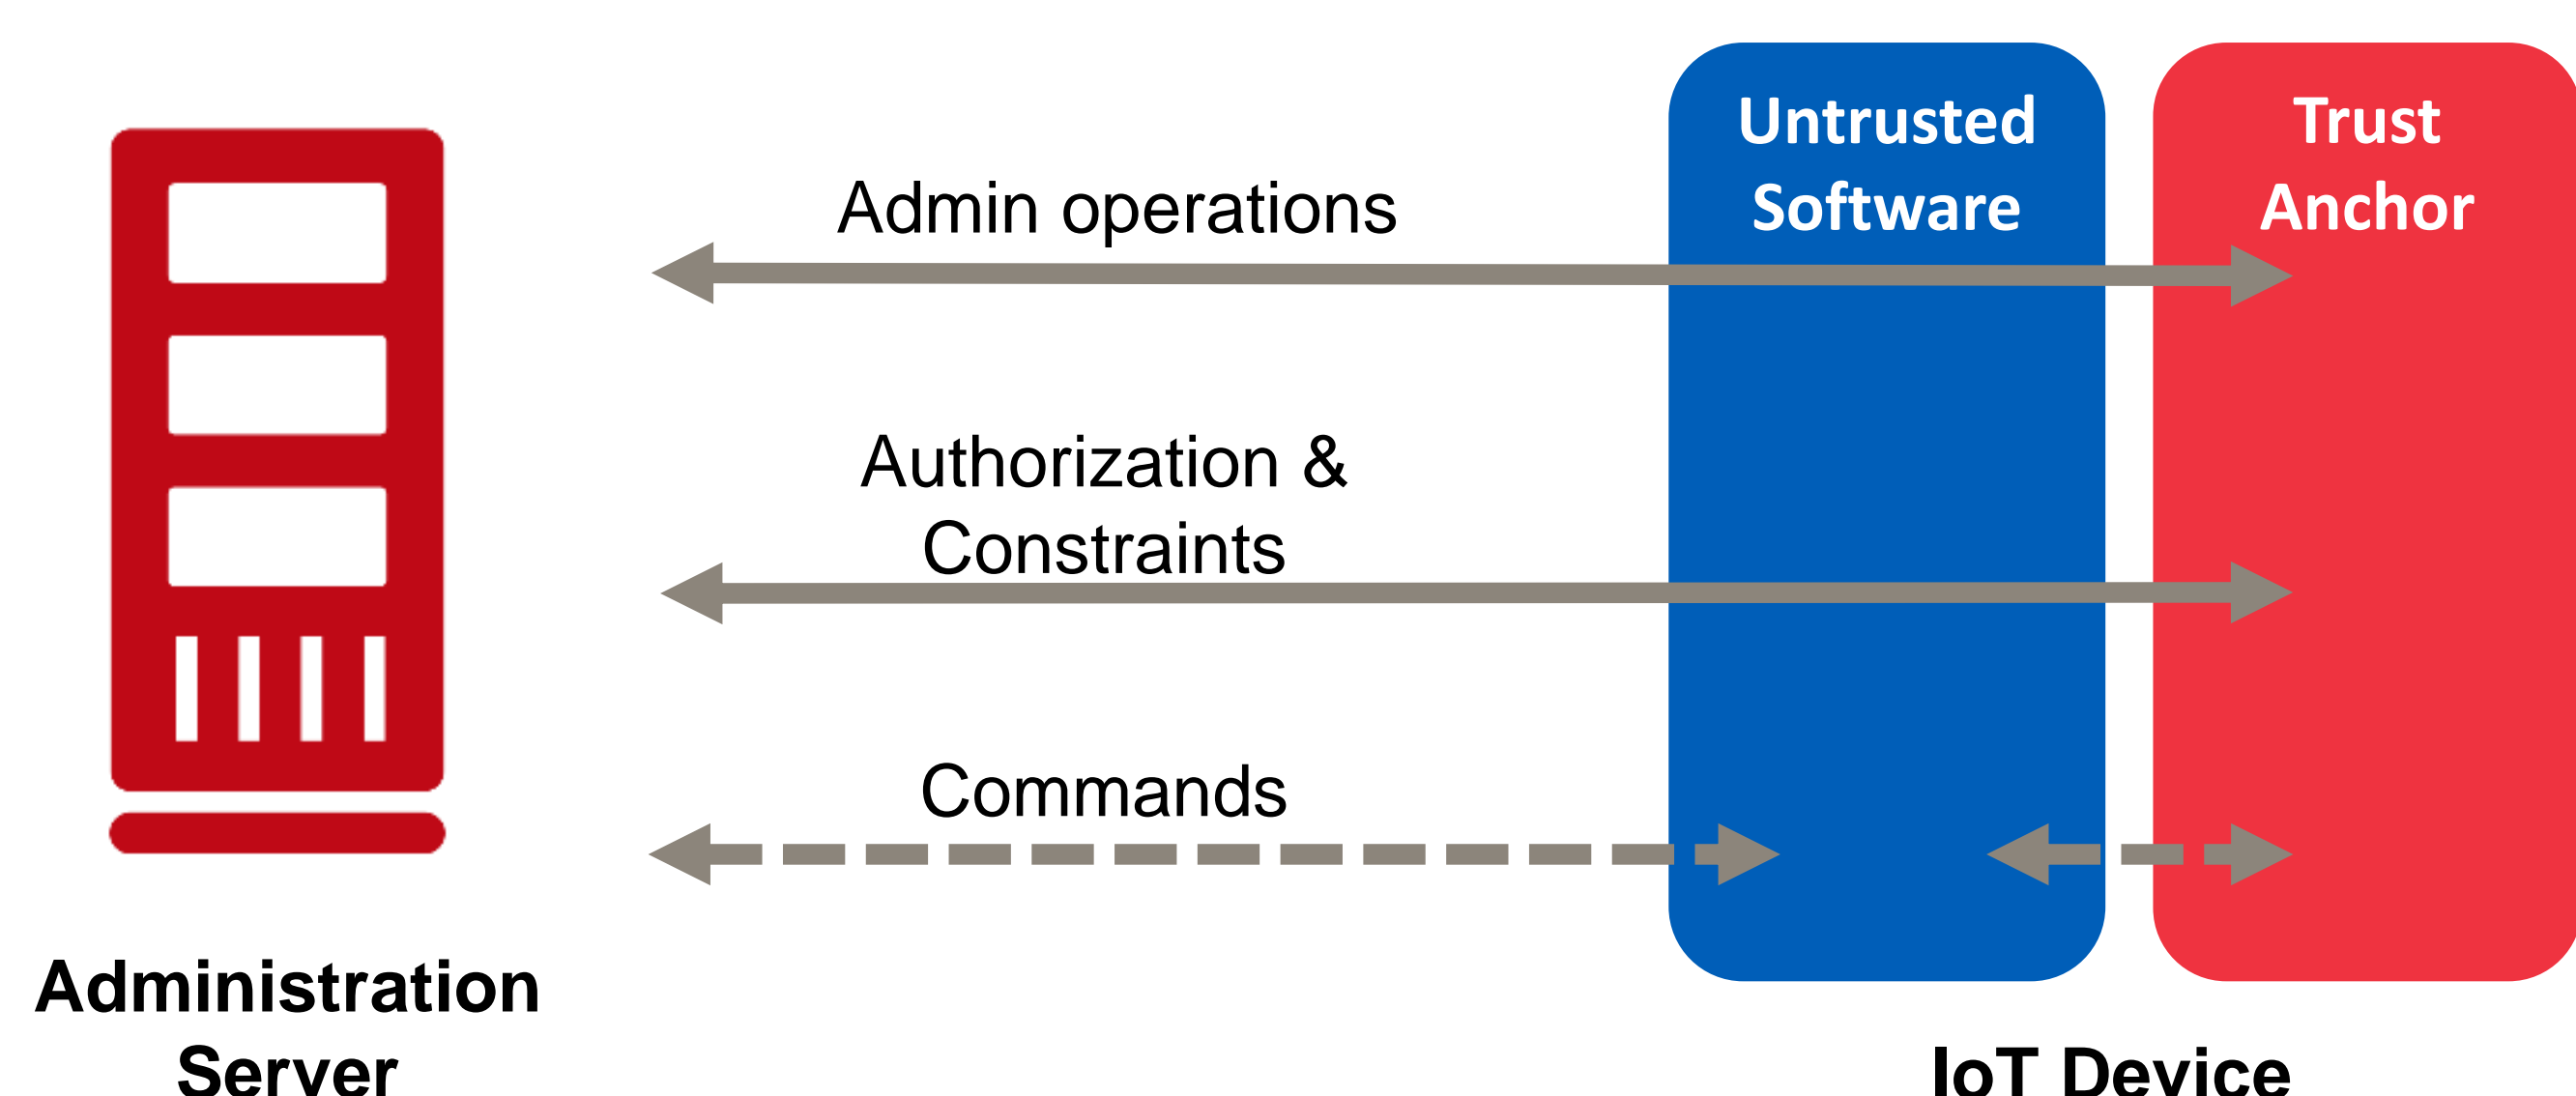 Untrusted
Software
Trust
Anchor
Admin operations
Authorization &
Constraints
Commands
Administration
Server
IoT Device